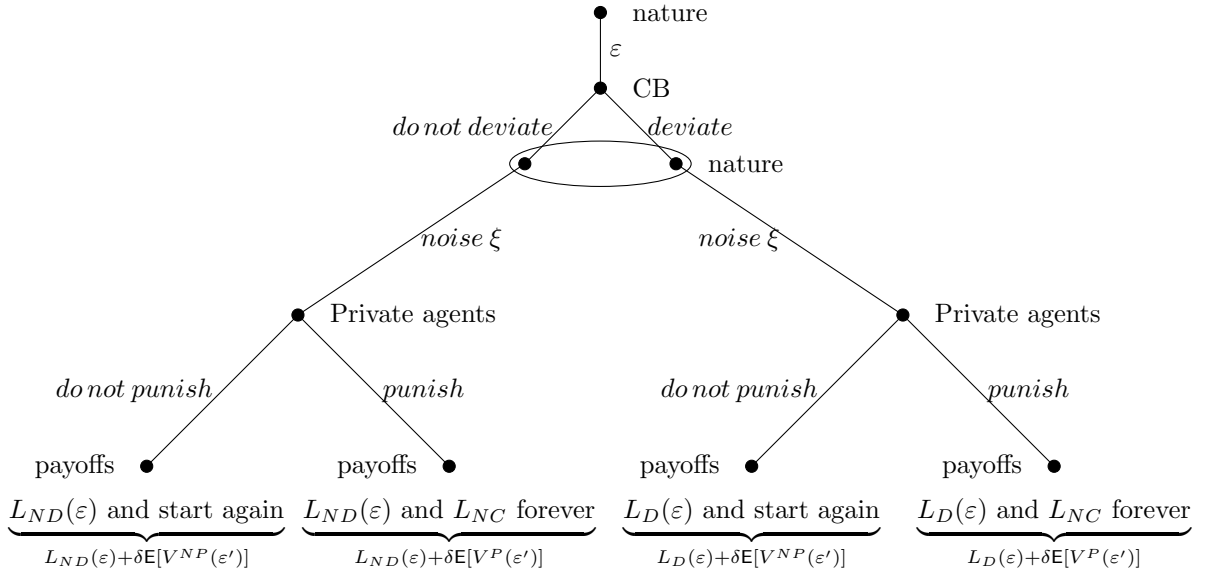 nature
ε
CB
do not deviate deviate
nature
noise ξ noise ξ
Private agents Private agents
do not punish punish do not punish punish
payoffs payoffs payoffs payoffs
L_{ND}(ε) and start again L_{ND}(ε) and L_{NC} forever L_D(ε) and start again L_D(ε) and L_{NC} forever
L_{ND}(ε)+δE[V^{NP}(ε′)] L_{ND}(ε)+δE[V^P(ε′)] L_D(ε)+δE[V^{NP}(ε′)] L_D(ε)+δE[V^P(ε′)]